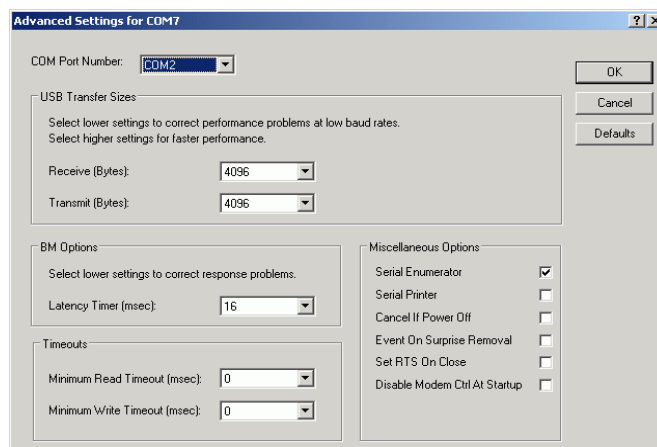 Advanced Settings for COM7
COM Port Number: COM2
OK
Cancel
Defaults
USB Transfer Sizes
Select lower settings to correct performance problems at low baud rates.
Select higher settings for faster performance.
Receive (Bytes): 4096
Transmit (Bytes): 4096
BM Options
Select lower settings to correct response problems.
Latency Timer (msec): 16
Timeouts
Minimum Read Timeout (msec): 0
Minimum Write Timeout (msec): 0
Miscellaneous Options
Serial Enumerator
Serial Printer
Cancel If Power Off
Event On Surprise Removal
Set RTS On Close
Disable Modem Ctrl At Startup